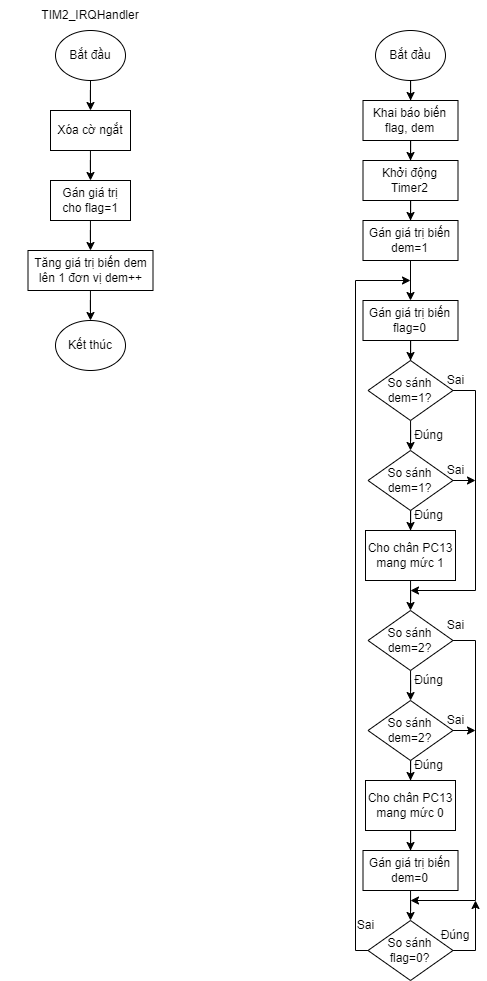 TIM2_IRQHandler
Bắt đầu
Xóa cờ ngắt
Gán giá trị
cho flag=1
Tăng giá trị biến dem
lên 1 đơn vị dem++
Kết thúc
Bắt đầu
Khai báo biến
flag, dem
Khởi động
Timer2
Gán giá trị biến
dem=1
Gán giá trị biến
flag=0
So sánh
dem=1?
Sai
Đúng
So sánh
dem=1?
Sai
Đúng
Cho chân PC13
mang mức 1
So sánh
dem=2?
Sai
Đúng
So sánh
dem=2?
Sai
Đúng
Cho chân PC13
mang mức 0
Gán giá trị biến
dem=0
Sai
So sánh
flag=0?
Đúng